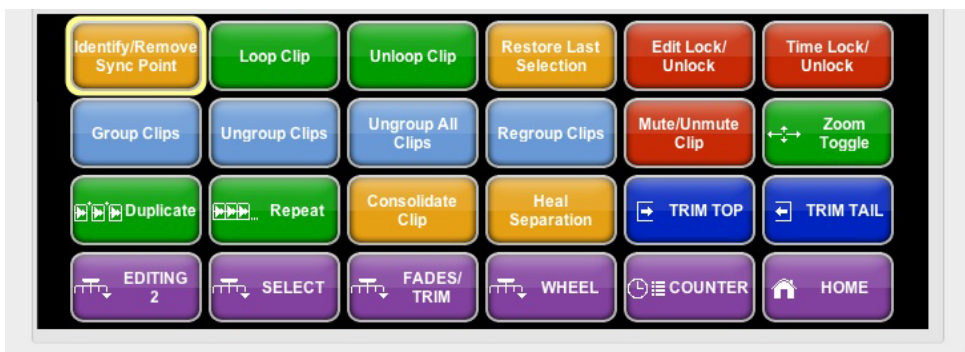 Identify/Remove
Sync Point
Loop Clip
Unloop Clip
Restore Last
Selection
Edit Lock/
Unlock
Time Lock/
Unlock
Group Clips
Ungroup Clips
Ungroup All
Clips
Regroup Clips
Mute/Unmute
Clip
Zoom
Toggle
Duplicate
Repeat
Consolidate
Clip
Heal
Separation
TRIM TOP
TRIM TAIL
EDITING
2
SELECT
FADES/
TRIM
WHEEL
COUNTER
HOME